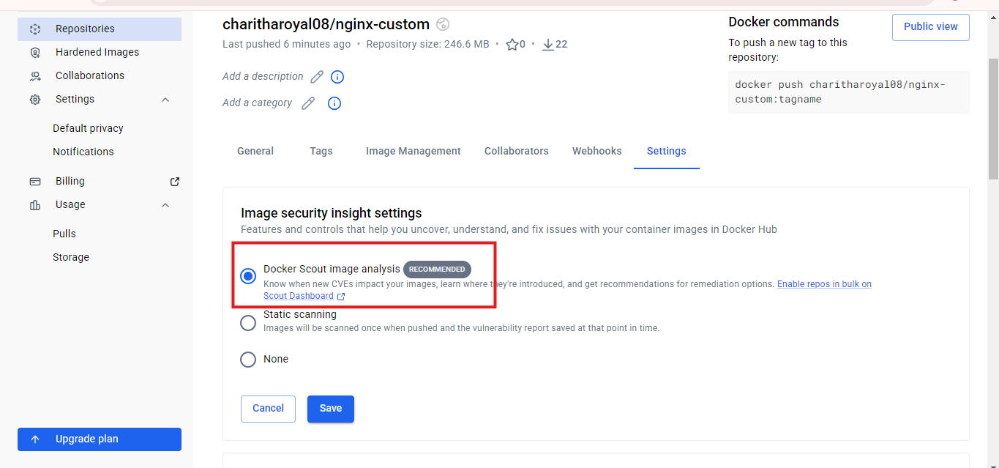 Repositories
Hardened Images
Collaborations
Settings
Default privacy
Notifications
Billing
Usage
Pulls
Storage
Upgrade plan
charitharoyal08/nginx-custom
Last pushed 6 minutes ago • Repository size: 246.6 MB • 0 • 22
Add a description
Add a category
Docker commands
To push a new tag to this
repository:
docker push charitharoyal08/nginx-
custom:tagname
Public view
General Tags Image Management Collaborators Webhooks Settings
Image security insight settings
Features and controls that help you uncover, understand, and fix issues with your container images in Docker Hub
Docker Scout image analysis RECOMMENDED
Know when new CVEs impact your images, learn where they're introduced, and get recommendations for remediation options. Enable repos in bulk on
Scout Dashboard
Static scanning
Images will be scanned once when pushed and the vulnerability report saved at that point in time.
None
Cancel Save